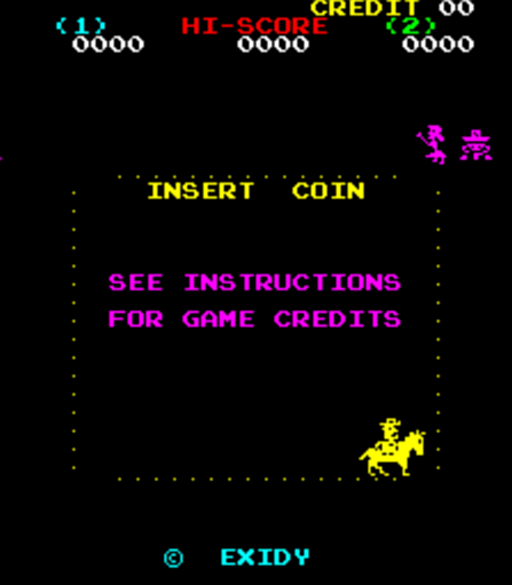 CREDIT 00
(1) HI-SCORE (2)
0000 0000 0000
INSERT COIN
SEE INSTRUCTIONS
FOR GAME CREDITS
© EXIDY